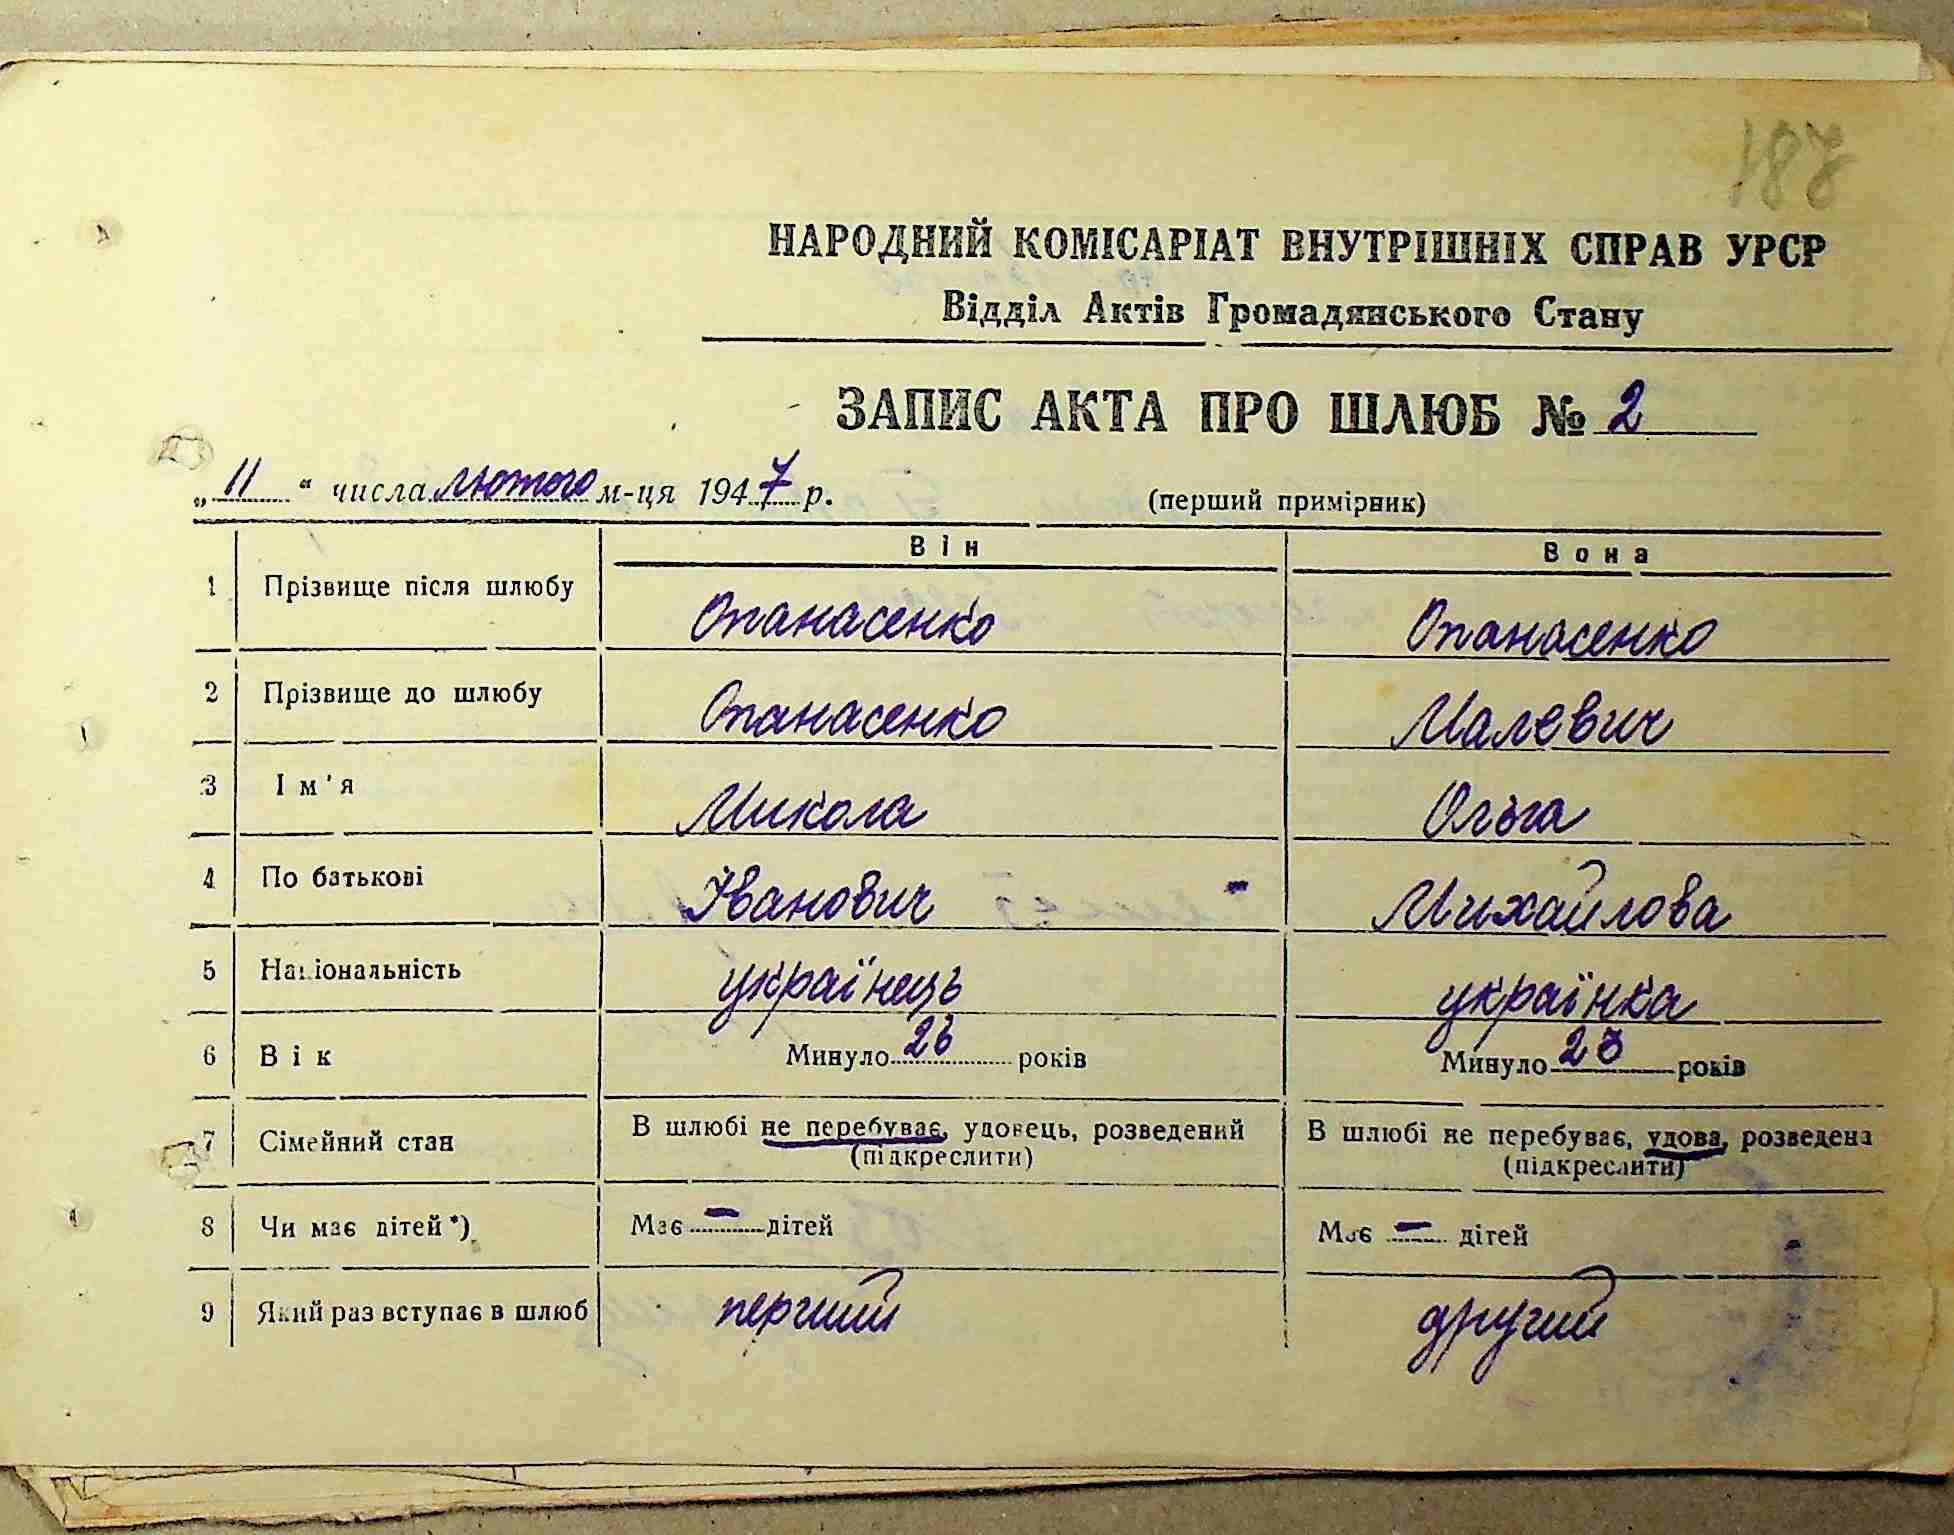 187
НАРОДНИЙ КОМІСАРІАТ ВНУТРІШНІХ СПРАВ УРСР
Відділ Актів Громадянського Стану
ЗАПИС АКТА ПРО ШЛЮБ № 2
„ 11 “ числа лютого м-ця 1947 р. (перший примірник)
Він Вона
1 Прізвище після шлюбу Опанасенко Опанасенко
2 Прізвище до шлюбу Опанасенко Малевич
3 Ім'я Микола Ольга
4 По батькові Іванович Михайлова
5 Національність українець українка
6 Вік Минуло 26 років Минуло 23 років
7 Сімейний стан В шлюбі не перебуває, удовець, розведений В шлюбі не перебуває, удова, розведена
(підкреслити) (підкреслити)
8 Чи має дітей *) Має – дітей Має – дітей
9 Який раз вступає в шлюб перший другий